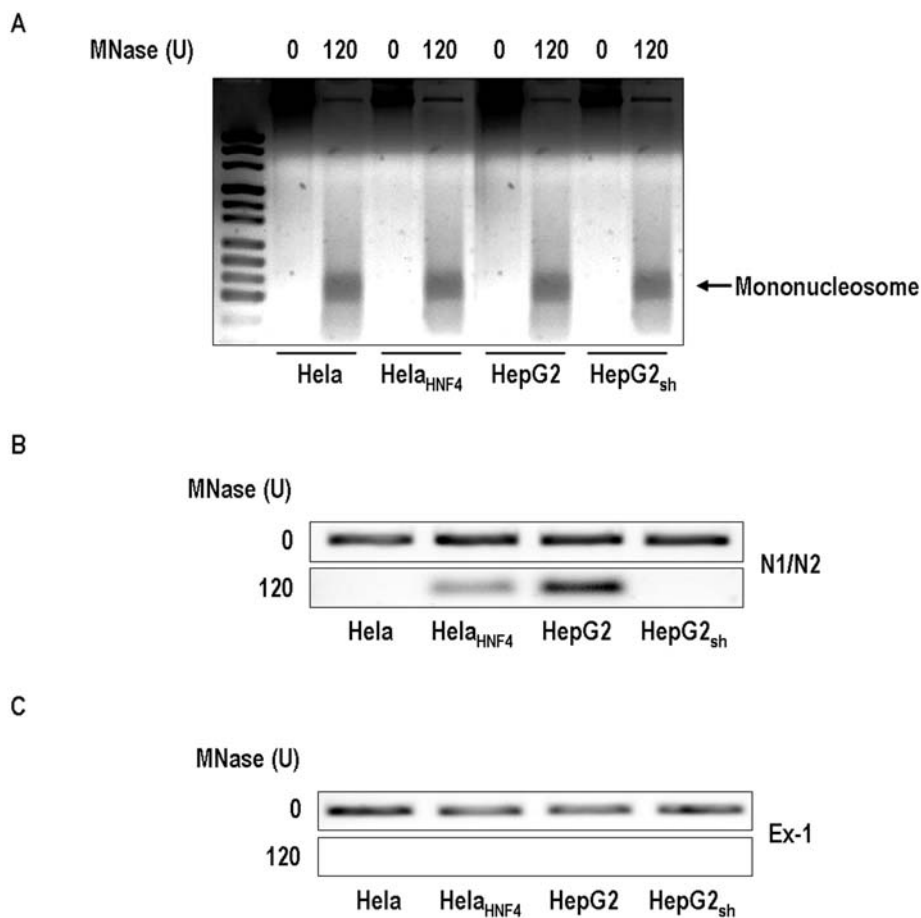 A
MNase (U) 0 120 0 120 0 120 0 120
Mononucleosome
Hela HelaHNF4 HepG2 HepG2sh
B
MNase (U)
0
N1/N2
120
Hela HelaHNF4 HepG2 HepG2sh
C
MNase (U)
0
Ex-1
120
Hela HelaHNF4 HepG2 HepG2sh